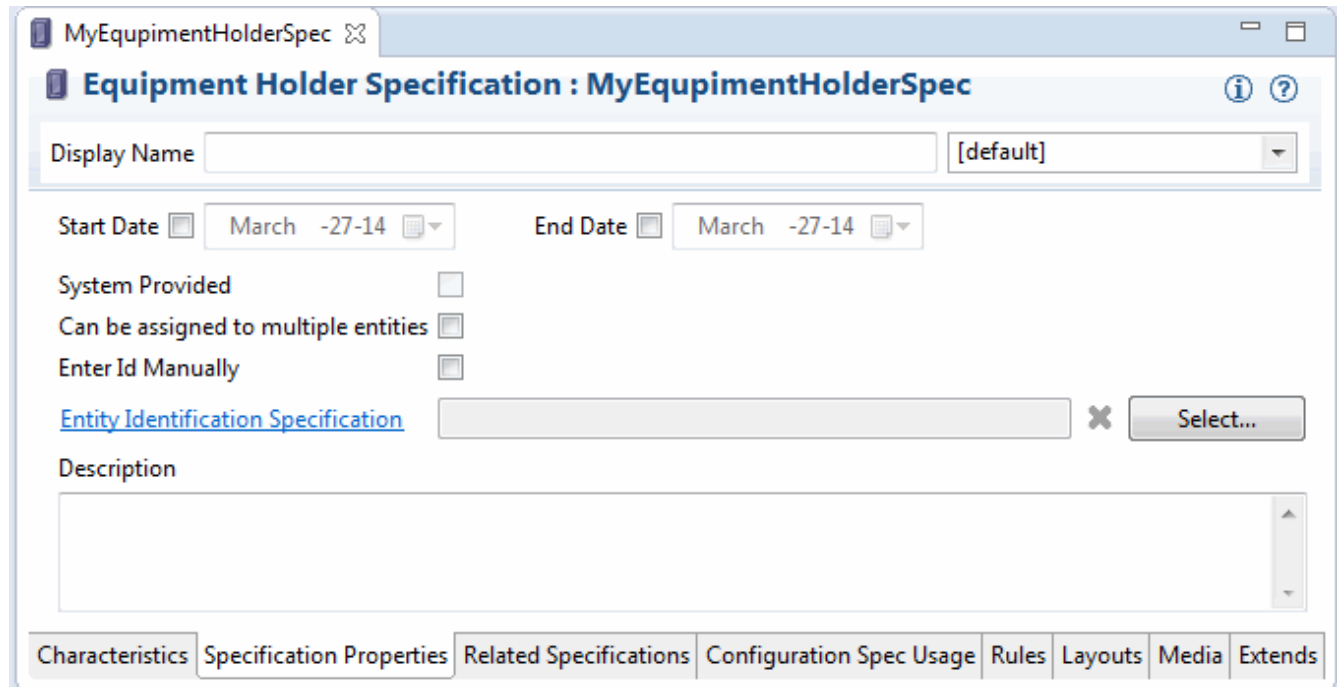 MyEqupimentHolderSpec
Equipment Holder Specification : MyEqupimentHolderSpec
Display Name [default]
Start Date March -27-14 End Date March -27-14
System Provided
Can be assigned to multiple entities
Enter Id Manually
Entity Identification Specification Select...
Description
Characteristics Specification Properties Related Specifications Configuration Spec Usage Rules Layouts Media Extends